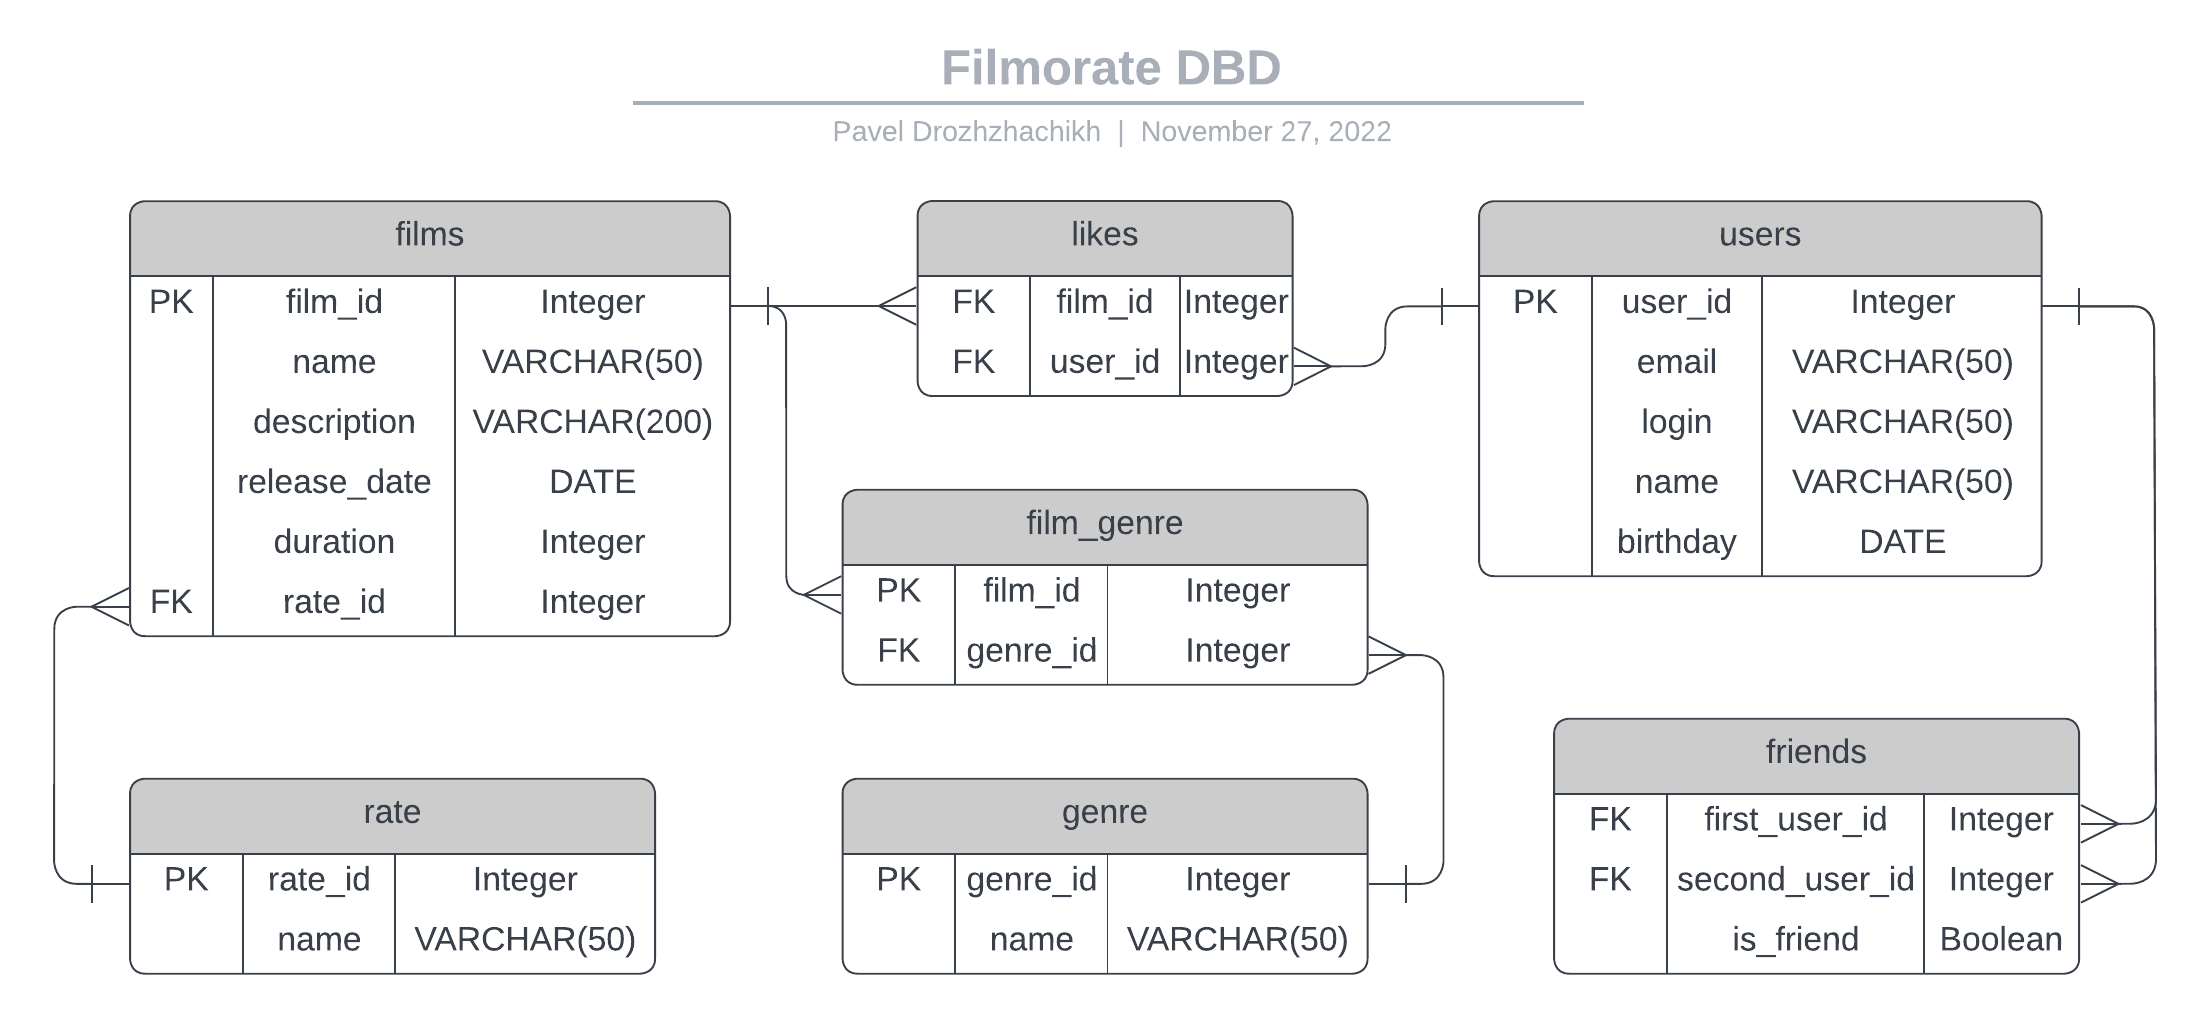 Filmorate DBD
Pavel Drozhzhachikh | November 27, 2022
films
PK film_id Integer
name VARCHAR(50)
description VARCHAR(200)
release_date DATE
duration Integer
FK rate_id Integer
likes
FK film_id Integer
FK user_id Integer
users
PK user_id Integer
email VARCHAR(50)
login VARCHAR(50)
name VARCHAR(50)
birthday DATE
film_genre
PK film_id Integer
FK genre_id Integer
rate
PK rate_id Integer
name VARCHAR(50)
genre
PK genre_id Integer
name VARCHAR(50)
friends
FK first_user_id Integer
FK second_user_id Integer
is_friend Boolean